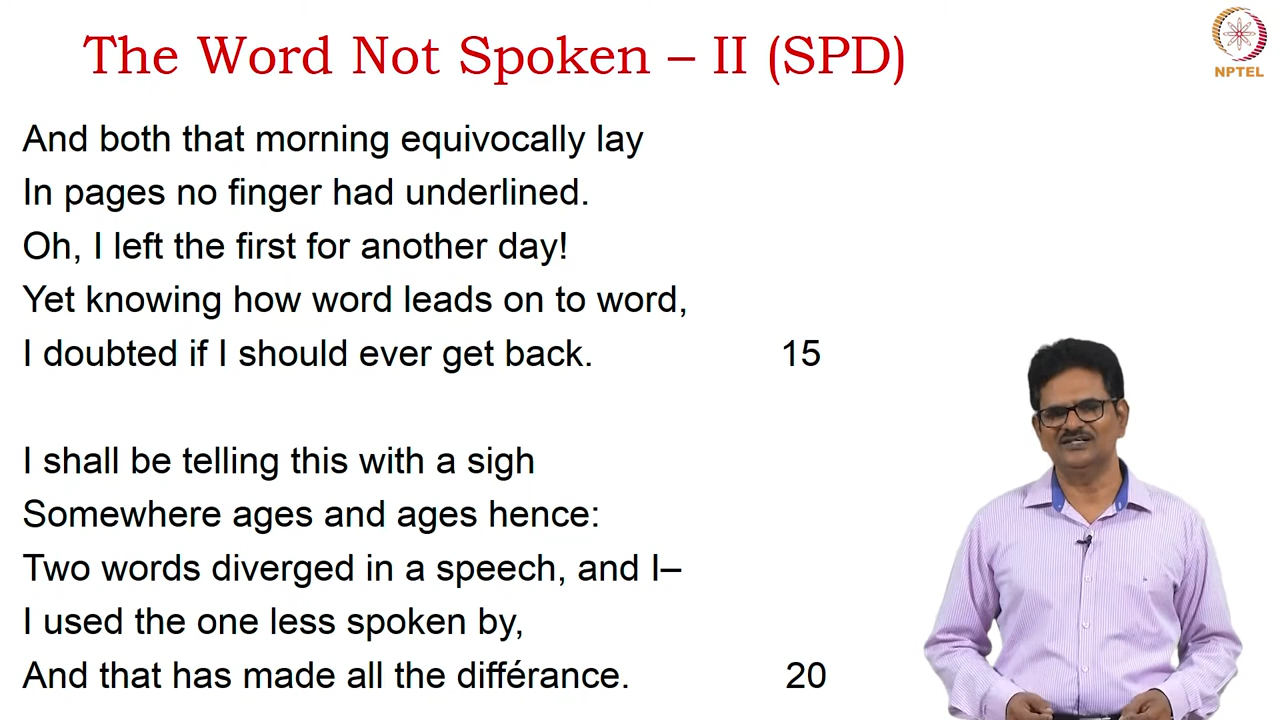 The Word Not Spoken – II (SPD)
NPTEL
And both that morning equivocally lay
In pages no finger had underlined.
Oh, I left the first for another day!
Yet knowing how word leads on to word,
I doubted if I should ever get back. 15
I shall be telling this with a sigh
Somewhere ages and ages hence:
Two words diverged in a speech, and I–
I used the one less spoken by,
And that has made all the différance. 20